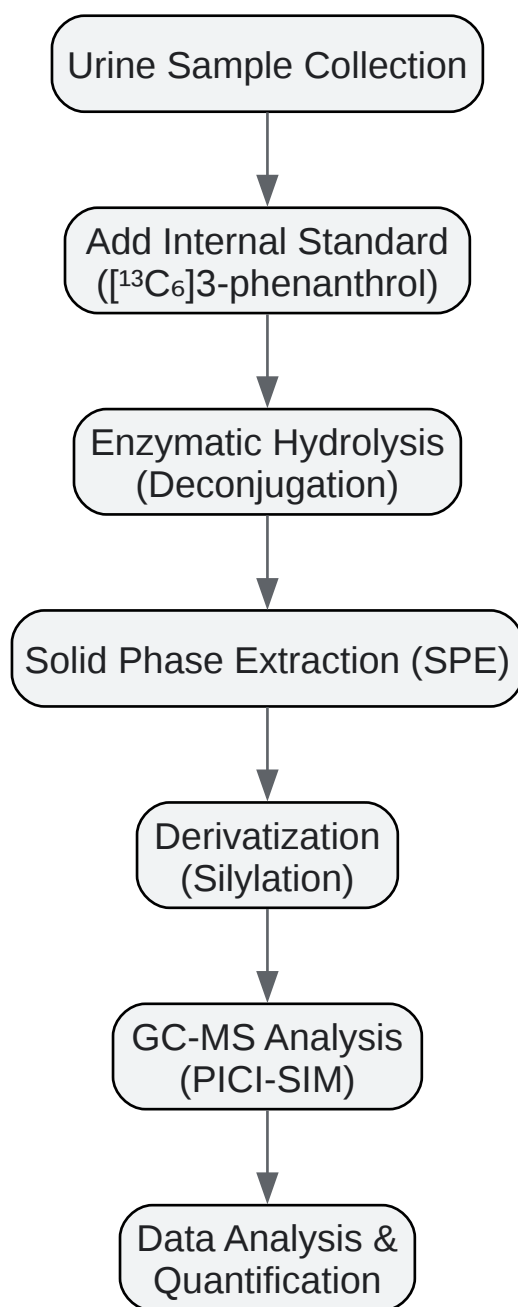 Urine Sample Collection
Add Internal Standard
([¹³C₆]3-phenanthrol)
Enzymatic Hydrolysis
(Deconjugation)
Solid Phase Extraction (SPE)
Derivatization
(Silylation)
GC-MS Analysis
(PICI-SIM)
Data Analysis &
Quantification